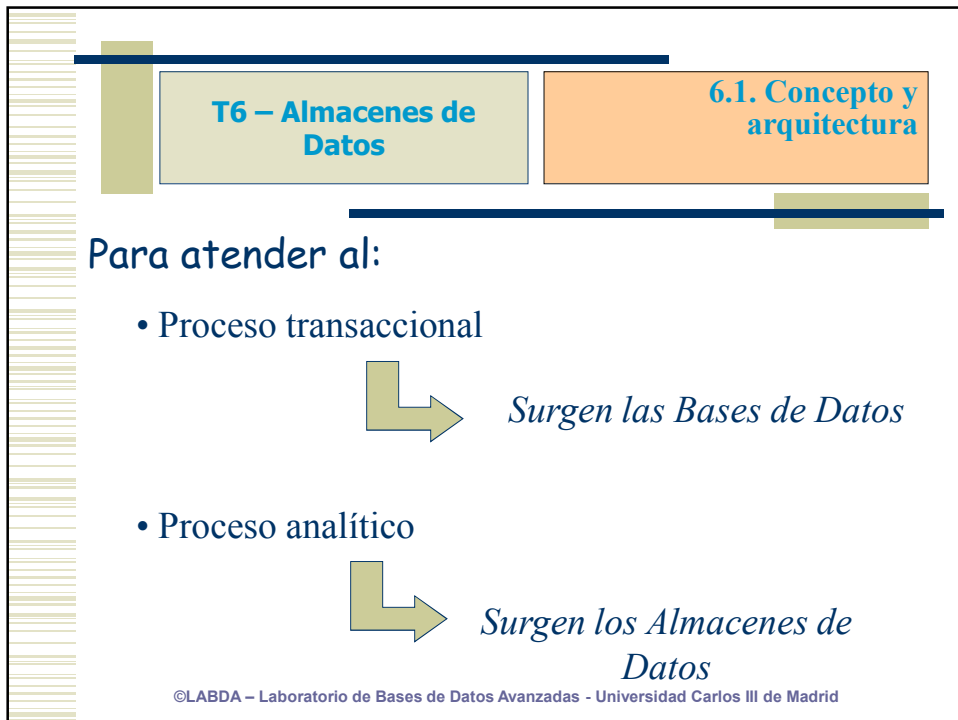 T6 – Almacenes de
Datos
6.1. Concepto y
arquitectura
Para atender al:
• Proceso transaccional
Surgen las Bases de Datos
• Proceso analítico
Surgen los Almacenes de
Datos
©LABDA – Laboratorio de Bases de Datos Avanzadas - Universidad Carlos III de Madrid